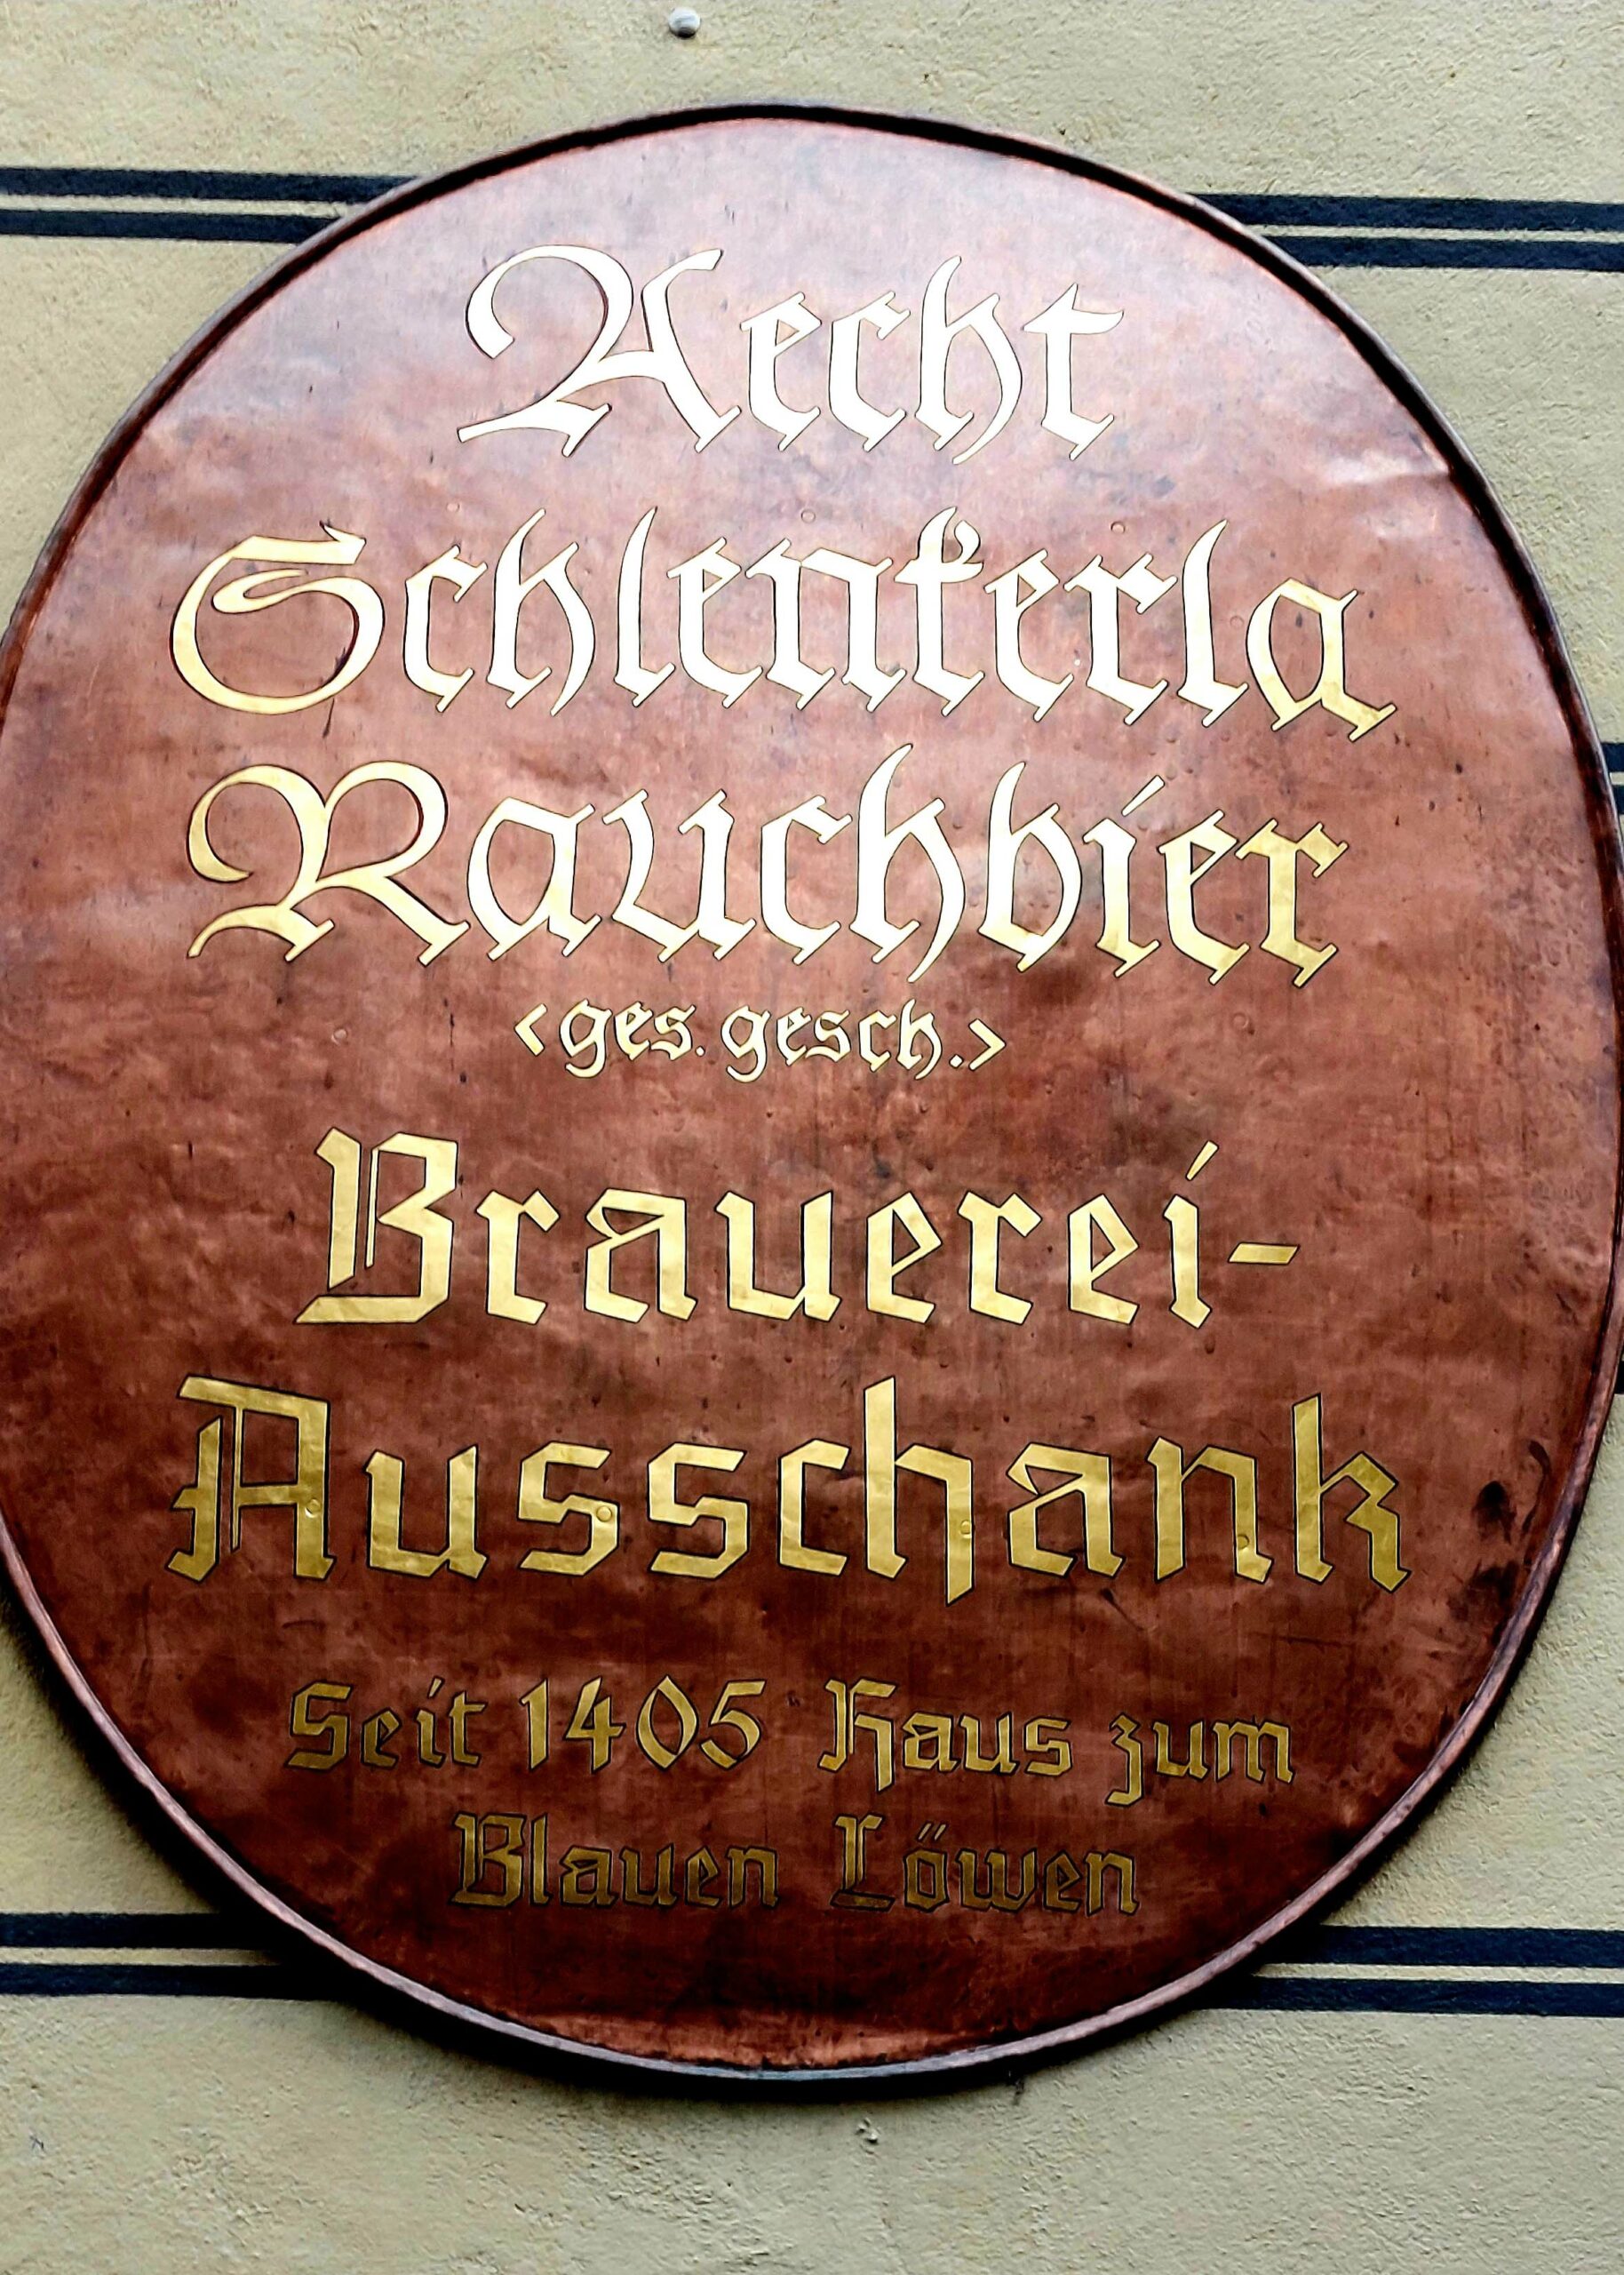 Aecht
Schlenkerla
Rauchbier
<ges. gesch.>
Brauerei-
Ausschank
Seit 1405 Haus zum
Blauen Löwen